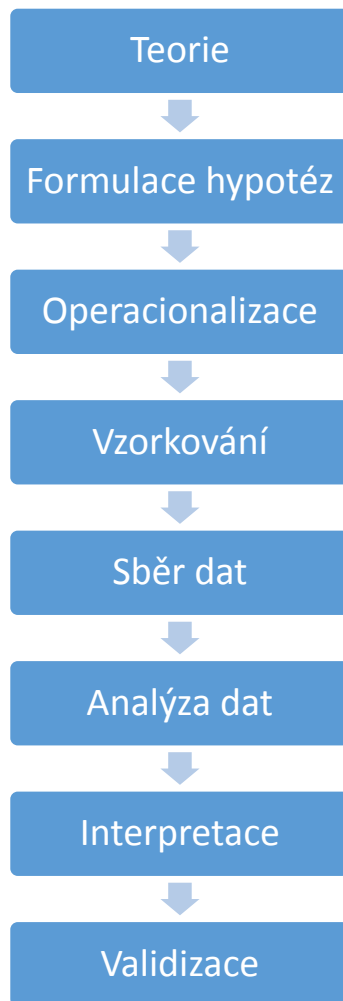 Teorie
Formulace hypotéz
Operacionalizace
Vzorkování
Sběr dat
Analýza dat
Interpretace
Validizace